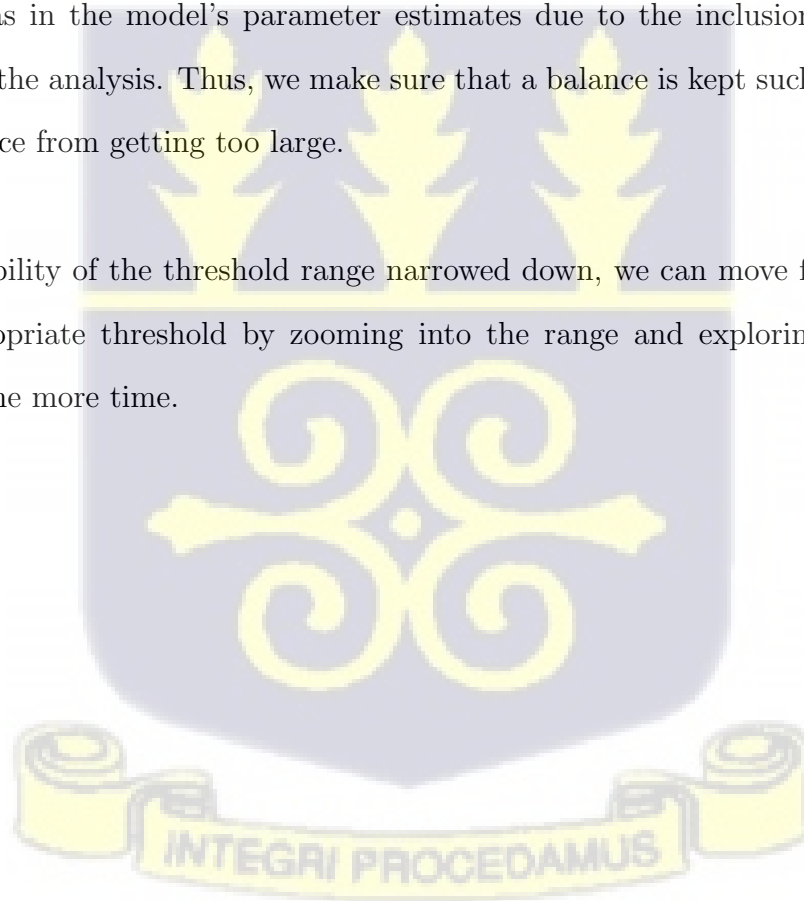 as in the model's parameter estimates due to the inclusion
the analysis. Thus, we make sure that a balance is kept such
ce from getting too large.
bility of the threshold range narrowed down, we can move f
opriate threshold by zooming into the range and explorin
ne more time.
INTEGRI PROCEDAMUS